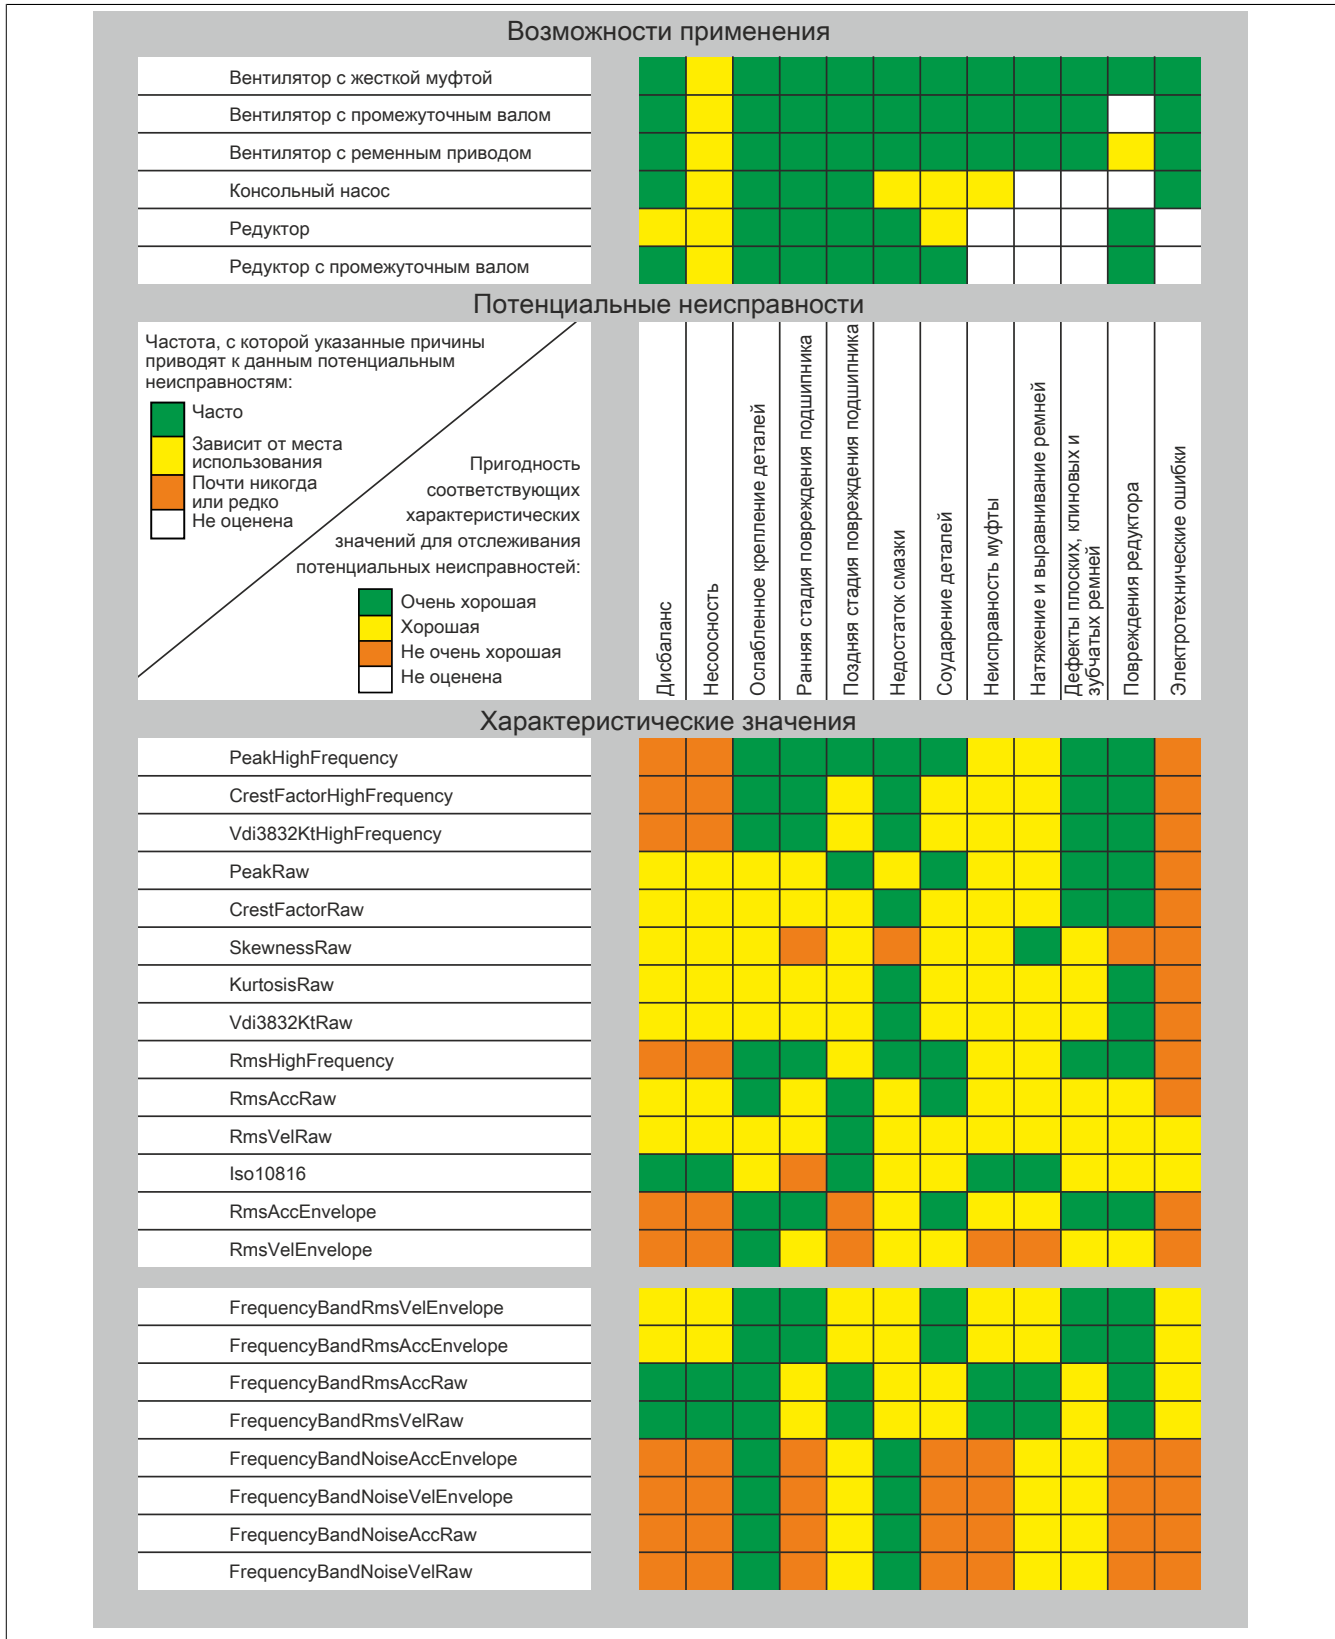 Возможности применения
Вентилятор с жесткой муфтой
Вентилятор с промежуточным валом
Вентилятор с ременным приводом
Консольный насос
Редуктор
Редуктор с промежуточным валом
Потенциальные неисправности
Частота, с которой указанные причины
приводят к данным потенциальным
неисправностям:
Часто
Зависит от места
использования
Почти никогда
или редко
Не оценена
Пригодность
соответствующих
характеристических
значений для отслеживания
потенциальных неисправностей:
Очень хорошая
Хорошая
Не очень хорошая
Не оценена
Дисбаланс
Несоосность
Ослабленное крепление деталей
Ранняя стадия повреждения подшипника
Поздняя стадия повреждения подшипника
Недостаток смазки
Соударение деталей
Неисправность муфты
Натяжение и выравнивание ремней
Дефекты плоских, клиновых и
зубчатых ремней
Повреждения редуктора
Электротехнические ошибки
Характеристические значения
PeakHighFrequency
CrestFactorHighFrequency
Vdi3832KtHighFrequency
PeakRaw
CrestFactorRaw
SkewnessRaw
KurtosisRaw
Vdi3832KtRaw
RmsHighFrequency
RmsAccRaw
RmsVelRaw
Iso10816
RmsAccEnvelope
RmsVelEnvelope
FrequencyBandRmsVelEnvelope
FrequencyBandRmsAccEnvelope
FrequencyBandRmsAccRaw
FrequencyBandRmsVelRaw
FrequencyBandNoiseAccEnvelope
FrequencyBandNoiseVelEnvelope
FrequencyBandNoiseAccRaw
FrequencyBandNoiseVelRaw